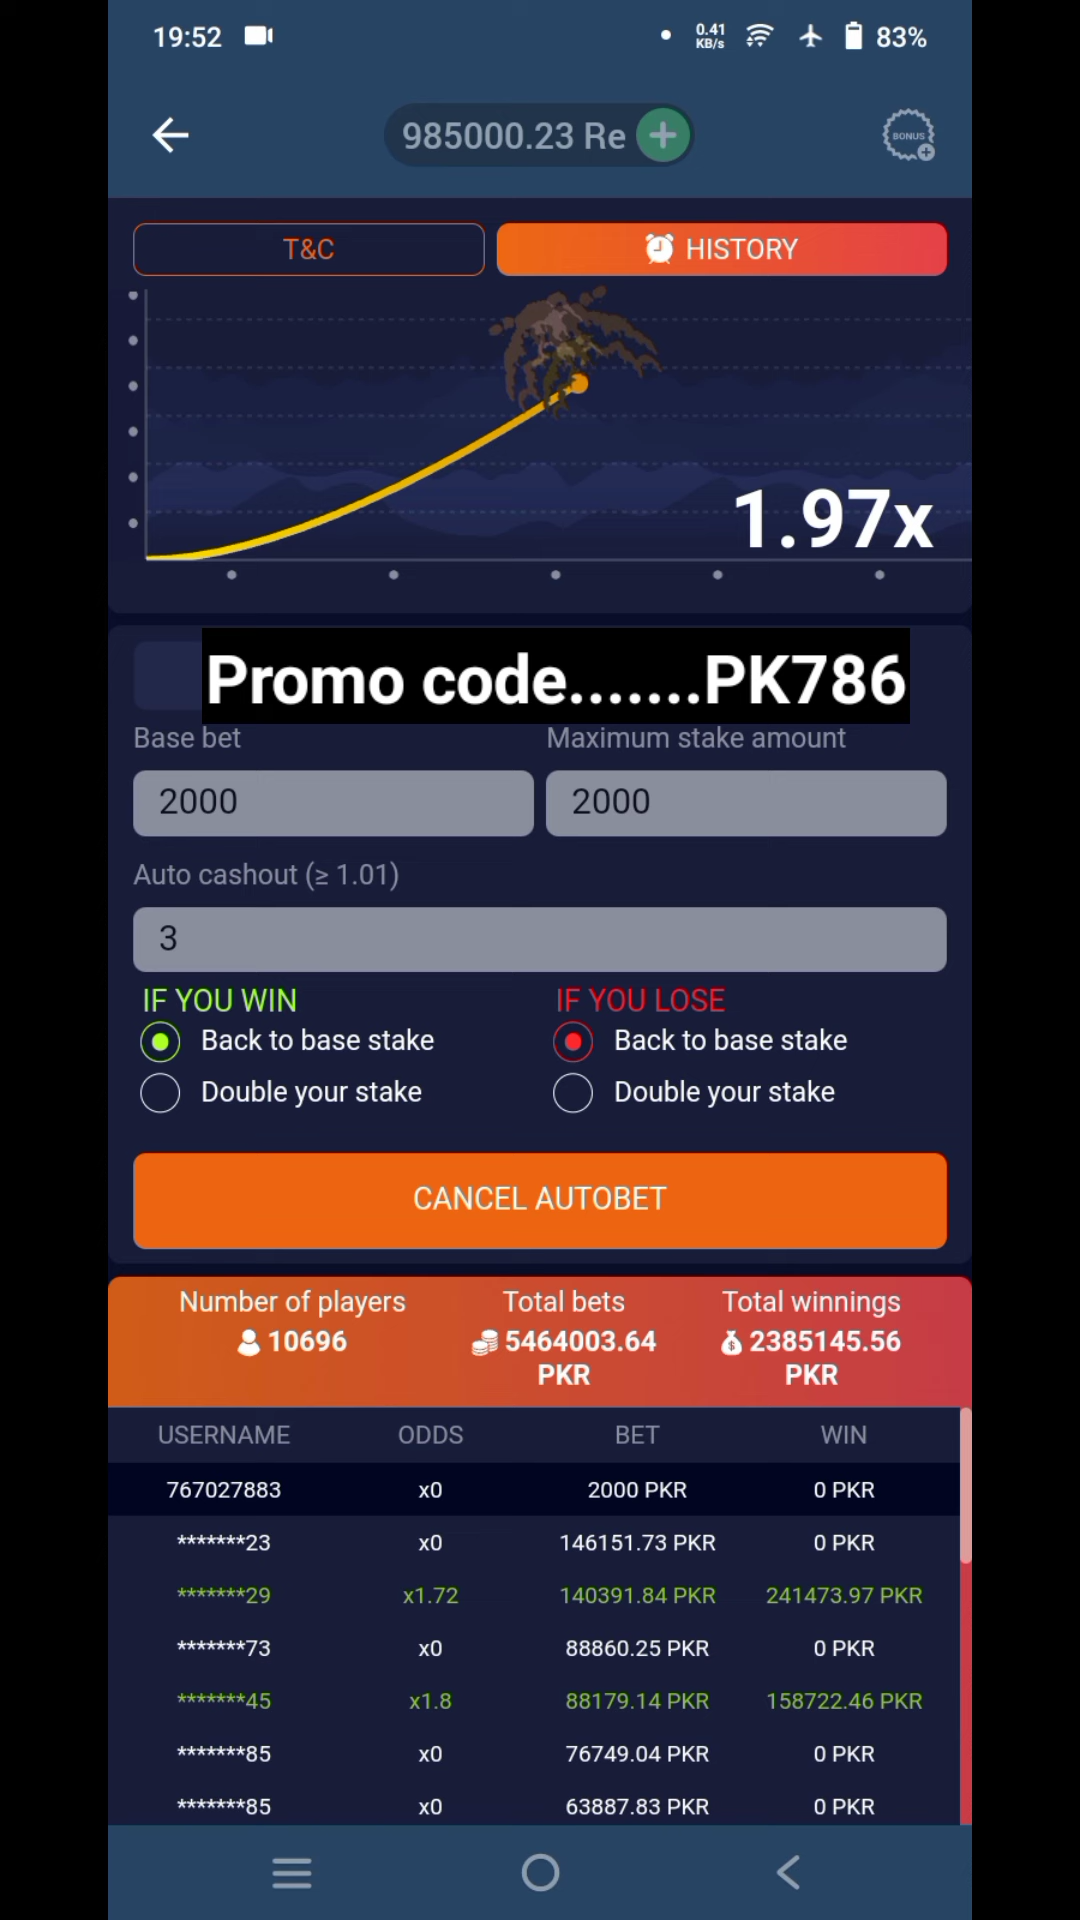 19:52
0.41
KB/s
83%
985000.23 Re
BONUS
T&C
HISTORY
1.97x
Promo code.......PK786
Base bet
Maximum stake amount
2000
2000
Auto cashout (≥ 1.01)
3
IF YOU WIN
IF YOU LOSE
Back to base stake
Back to base stake
Double your stake
Double your stake
CANCEL AUTOBET
Number of players
Total bets
Total winnings
10696
5464003.64
PKR
2385145.56
PKR
USERNAME ODDS BET WIN
767027883 x0 2000 PKR 0 PKR
*******23 x0 146151.73 PKR 0 PKR
*******29 x1.72 140391.84 PKR 241473.97 PKR
*******73 x0 88860.25 PKR 0 PKR
*******45 x1.8 88179.14 PKR 158722.46 PKR
*******85 x0 76749.04 PKR 0 PKR
*******85 x0 63887.83 PKR 0 PKR